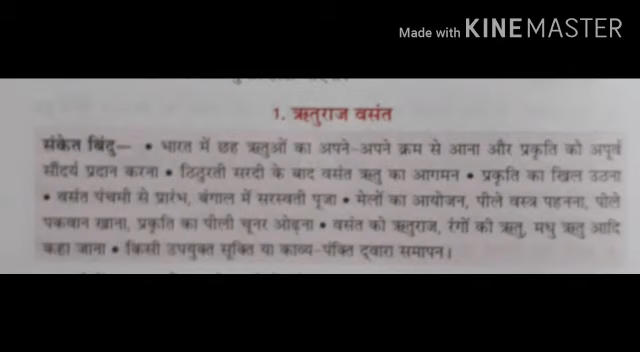 Made with KINEMASTER
1. ऋतुराज वसंत
संकेत बिंदु— • भारत में छह ऋतुओं का अपने-अपने क्रम से आना और प्रकृति को अपूर्व
सौंदर्य प्रदान करना • ठिठुरती सरदी के बाद वसंत ऋतु का आगमन • प्रकृति का खिल उठना
• वसंत पंचमी से प्रारंभ, बंगाल में सरस्वती पूजा • मेलों का आयोजन, पीले वस्त्र पहनना, पीले
पकवान खाना, प्रकृति का पीली चूनर ओढ़ना • वसंत को ऋतुराज, रंगों की ऋतु, मधु ऋतु आदि
कहा जाना • किसी उपयुक्त सूक्ति या काव्य-पंक्ति द्वारा समापन।